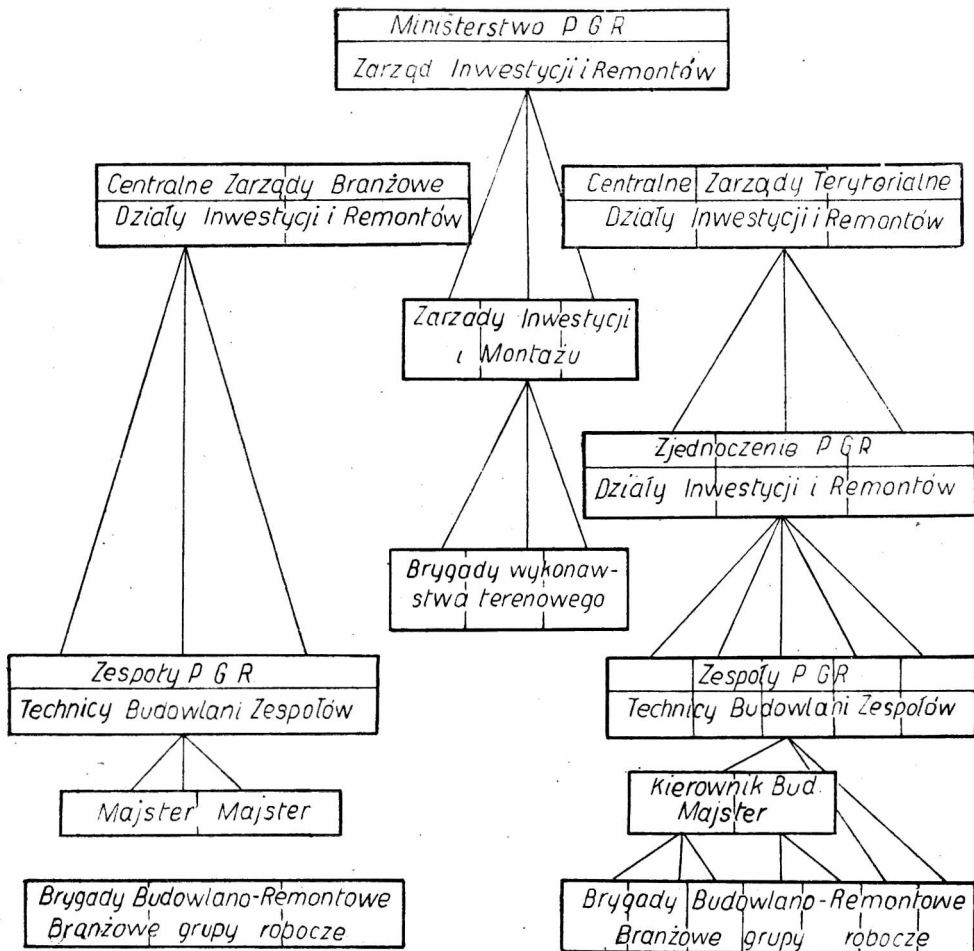 Ministerstwo P G R
Zarząd Inwestycji i Remontów
Centralne Zarządy Branżowe
Działy Inwestycji i Remontów
Centralne Zarządy Terytorialne
Działy Inwestycji i Remontów
Zarządy Inwestycji
i Montażu
Zjednoczenie P G R
Działy Inwestycji i Remontów
Brygady wykonaw-
stwa terenowego
Zespoły P G R
Technicy Budowlani Zespołów
Zespoły P G R
Technicy Budowlani Zespołów
Majster Majster
Kierownik Bud.
Majster
Brygady Budowlano-Remontowe
Branżowe grupy robocze
Brygady Budowlano-Remontowe
Branżowe grupy robocze